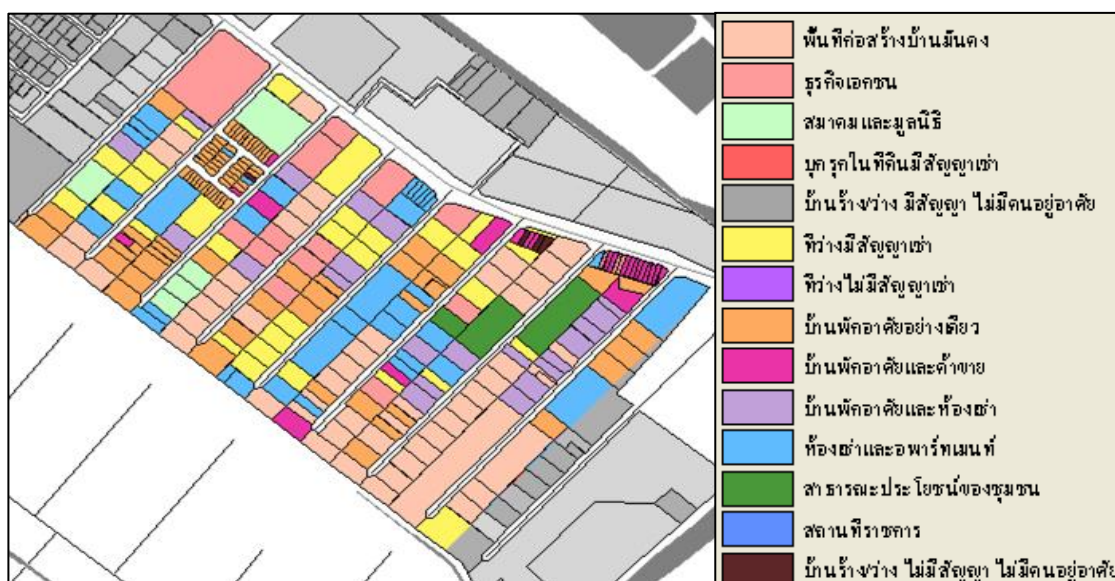 พื้นที่ก่อสร้างบ้านมั่นคง
ธุรกิจเอกชน
สมาคมและมูลนิธิ
บุกรุกในที่ดินมีสัญญาเช่า
บ้านร้าง/ว่าง มีสัญญา ไม่มีคนอยู่อาศัย
ที่ว่างมีสัญญาเช่า
ที่ว่างไม่มีสัญญาเช่า
บ้านพักอาศัยอย่างเดียว
บ้านพักอาศัยและค้าขาย
บ้านพักอาศัยและห้องเช่า
ห้องเช่าและอพาร์ทเมนท์
สาธารณะประโยชน์ของชุมชน
สถานที่ราชการ
บ้านร้าง/ว่าง ไม่มีสัญญา ไม่มีคนอยู่อาศัย